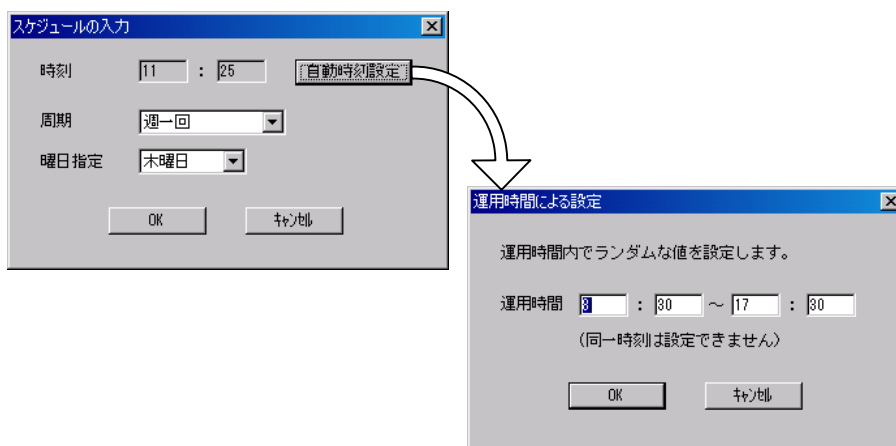 スケジュールの入力
時刻 11 : 25 自動時刻設定
周期 週一回
曜日指定 木曜日
OK キャンセル
運用時間による設定
運用時間内でランダムな値を設定します。
運用時間 8 : 30 ～ 17 : 30
(同一時刻は設定できません)
OK キャンセル